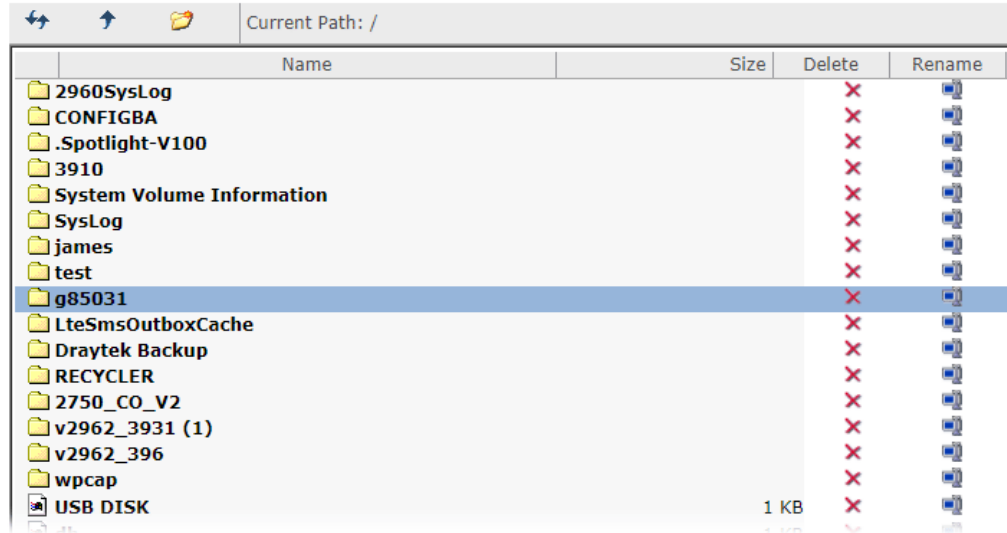 Current Path: /
Name Size Delete Rename
2960SysLog
CONFIGBA
.Spotlight-V100
3910
System Volume Information
SysLog
james
test
g85031
LteSmsOutboxCache
Draytek Backup
RECYCLER
2750_CO_V2
v2962_3931 (1)
v2962_396
wpcap
USB DISK 1 KB